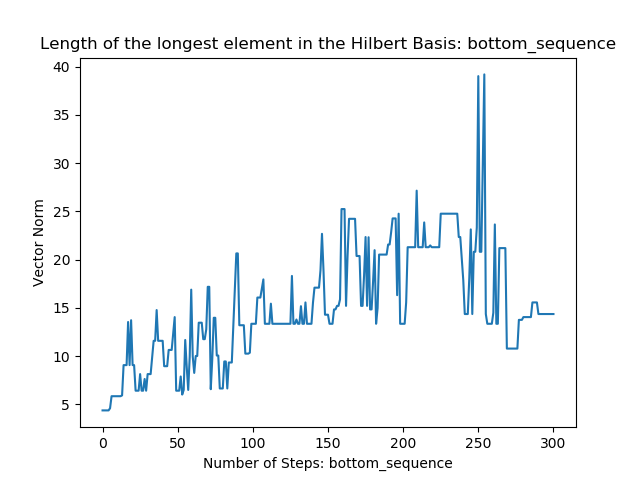 Length of the longest element in the Hilbert Basis: bottom_sequence
40
35
30
25
20
15
10
5
Vector Norm
0 50 100 150 200 250 300
Number of Steps: bottom_sequence